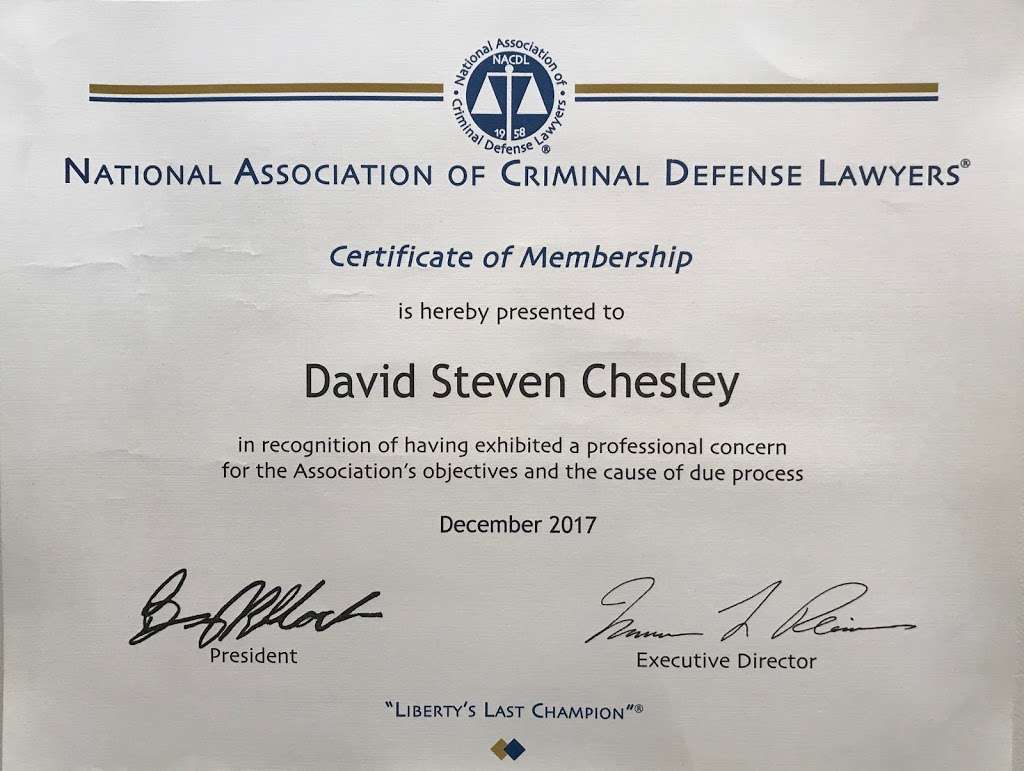 National Association of
NACDL
1958
Criminal Defense Lawyers®
NATIONAL ASSOCIATION OF CRIMINAL DEFENSE LAWYERS®
Certificate of Membership
is hereby presented to
David Steven Chesley
in recognition of having exhibited a professional concern
for the Association's objectives and the cause of due process
December 2017
President
Executive Director
"LIBERTY'S LAST CHAMPION"®